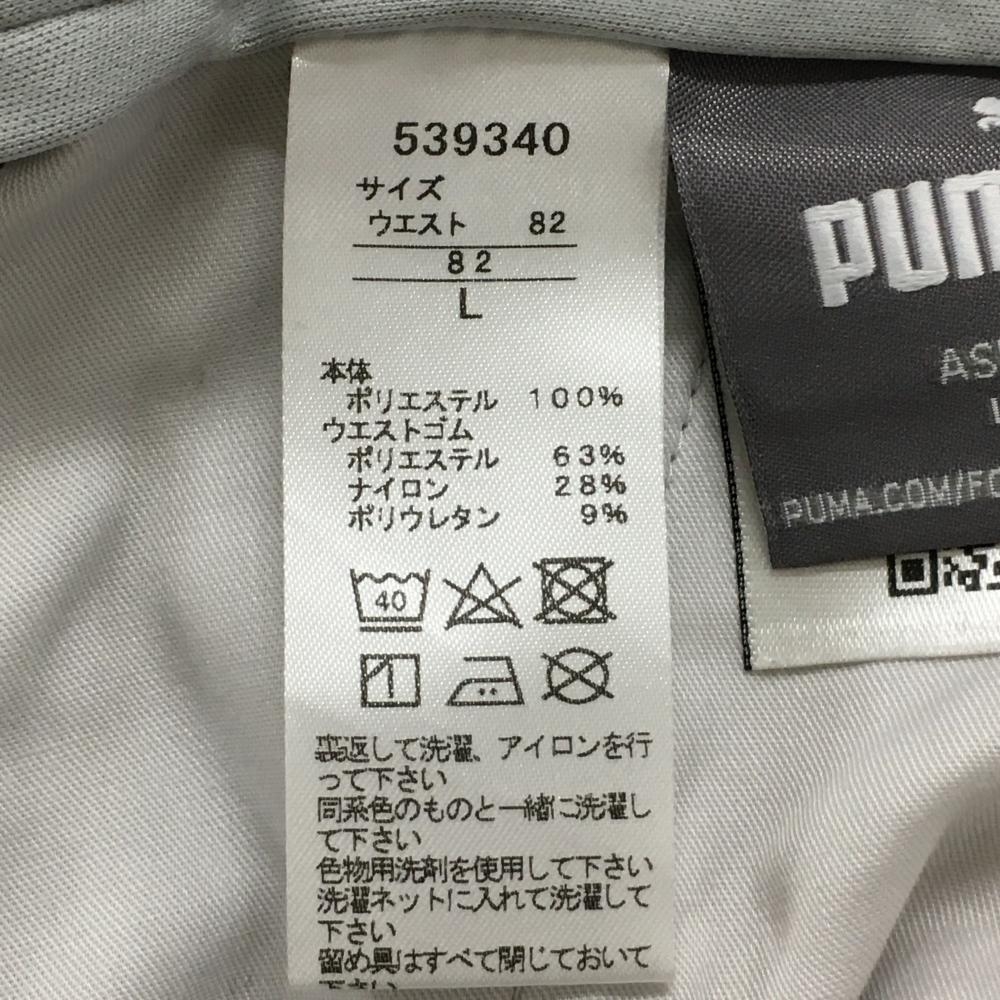 539340
サイズ
ウエスト 82
82
L
本体
ポリエステル 100%
ウエストゴム
ポリエステル 63%
ナイロン 28%
ポリウレタン 9%
40
裏返して洗濯、アイロンを行
って下さい
同系色のものと一緒に洗濯し
て下さい
色物用洗剤を使用して下さい
洗濯ネットに入れて洗濯して
下さい
留め具はすべて閉じておいて
下さい
PUM
AS
PUMA.COM/FO